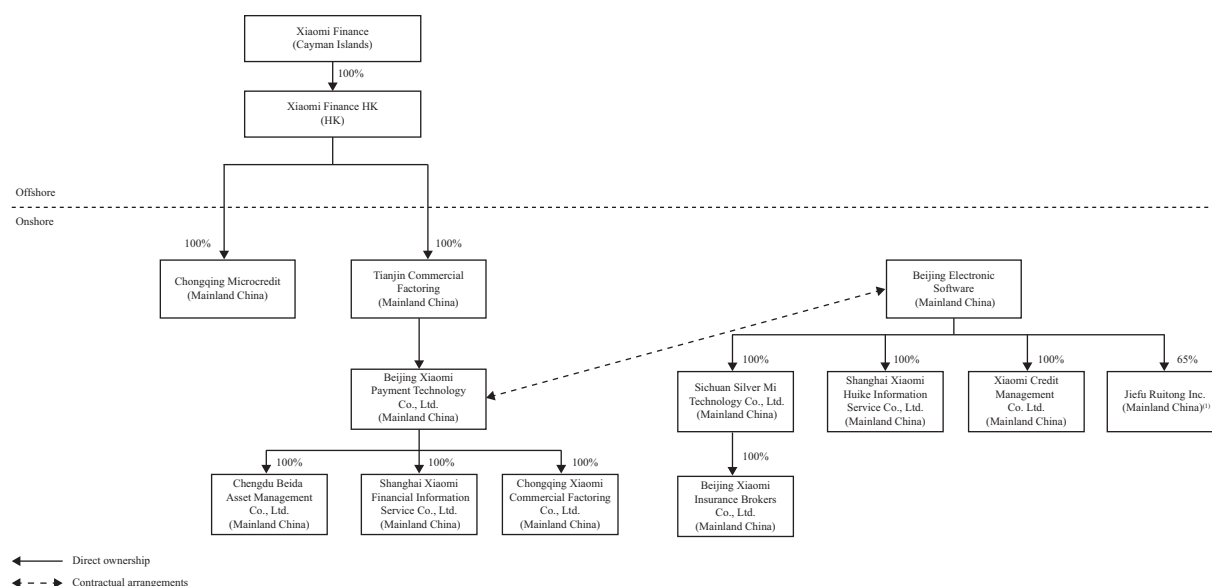 Xiaomi Finance
(Cayman Islands)
100%
Xiaomi Finance HK
(HK)
Offshore
Onshore
100%
100%
Chongqing Microcredit
(Mainland China)
Tianjin Commercial
Factoring
(Mainland China)
Beijing Electronic
Software
(Mainland China)
Beijing Xiaomi
Payment Technology
Co., Ltd.
(Mainland China)
100%
100%
100%
65%
Sichuan Silver Mi
Technology Co., Ltd.
(Mainland China)
Shanghai Xiaomi
Huike Information
Service Co., Ltd.
(Mainland China)
Xiaomi Credit
Management
Co. Ltd.
(Mainland China)
Jiefu Ruitong Inc.
(Mainland China)(1)
100%
100%
100%
100%
Chengdu Beida
Asset Management
Co., Ltd.
(Mainland China)
Shanghai Xiaomi
Financial Information
Service Co., Ltd.
(Mainland China)
Chongqing Xiaomi
Commercial Factoring
Co., Ltd.
(Mainland China)
Beijing Xiaomi
Insurance Brokers
Co., Ltd.
(Mainland China)
Direct ownership
Contractual arrangements